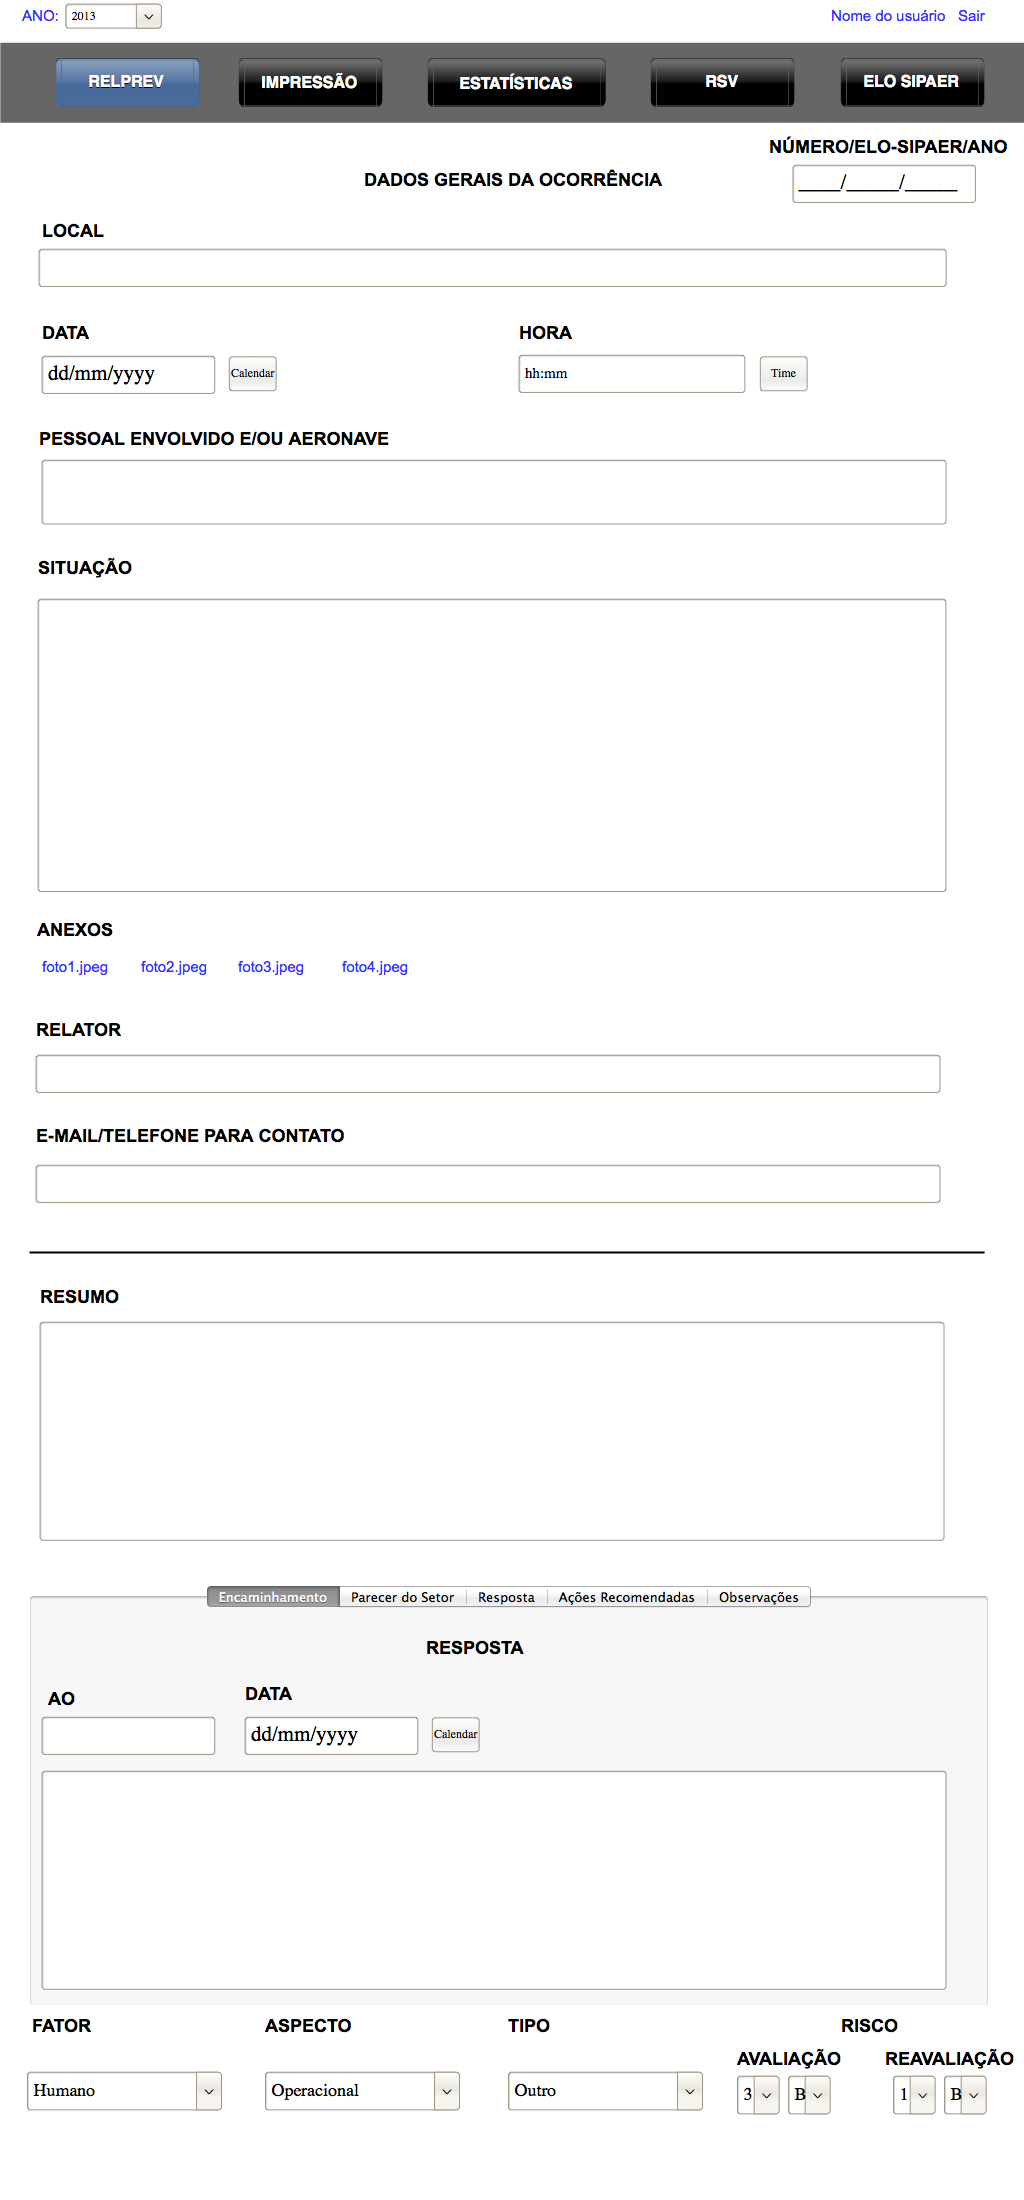 ANO: 2013 Nome do usuário Sair
RELPREV IMPRESSÃO ESTATÍSTICAS RSV ELO SIPAER
NÚMERO/ELO-SIPAER/ANO
DADOS GERAIS DA OCORRÊNCIA ____/_____/_____
LOCAL
DATA HORA
dd/mm/yyyy Calendar hh:mm Time
PESSOAL ENVOLVIDO E/OU AERONAVE
SITUAÇÃO
ANEXOS
foto1.jpeg foto2.jpeg foto3.jpeg foto4.jpeg
RELATOR
E-MAIL/TELEFONE PARA CONTATO
RESUMO
Encaminhamento Parecer do Setor Resposta Ações Recomendadas Observações
RESPOSTA
AO DATA
dd/mm/yyyy Calendar
FATOR ASPECTO TIPO RISCO
AVALIAÇÃO REAVALIAÇÃO
Humano Operacional Outro 3 B 1 B